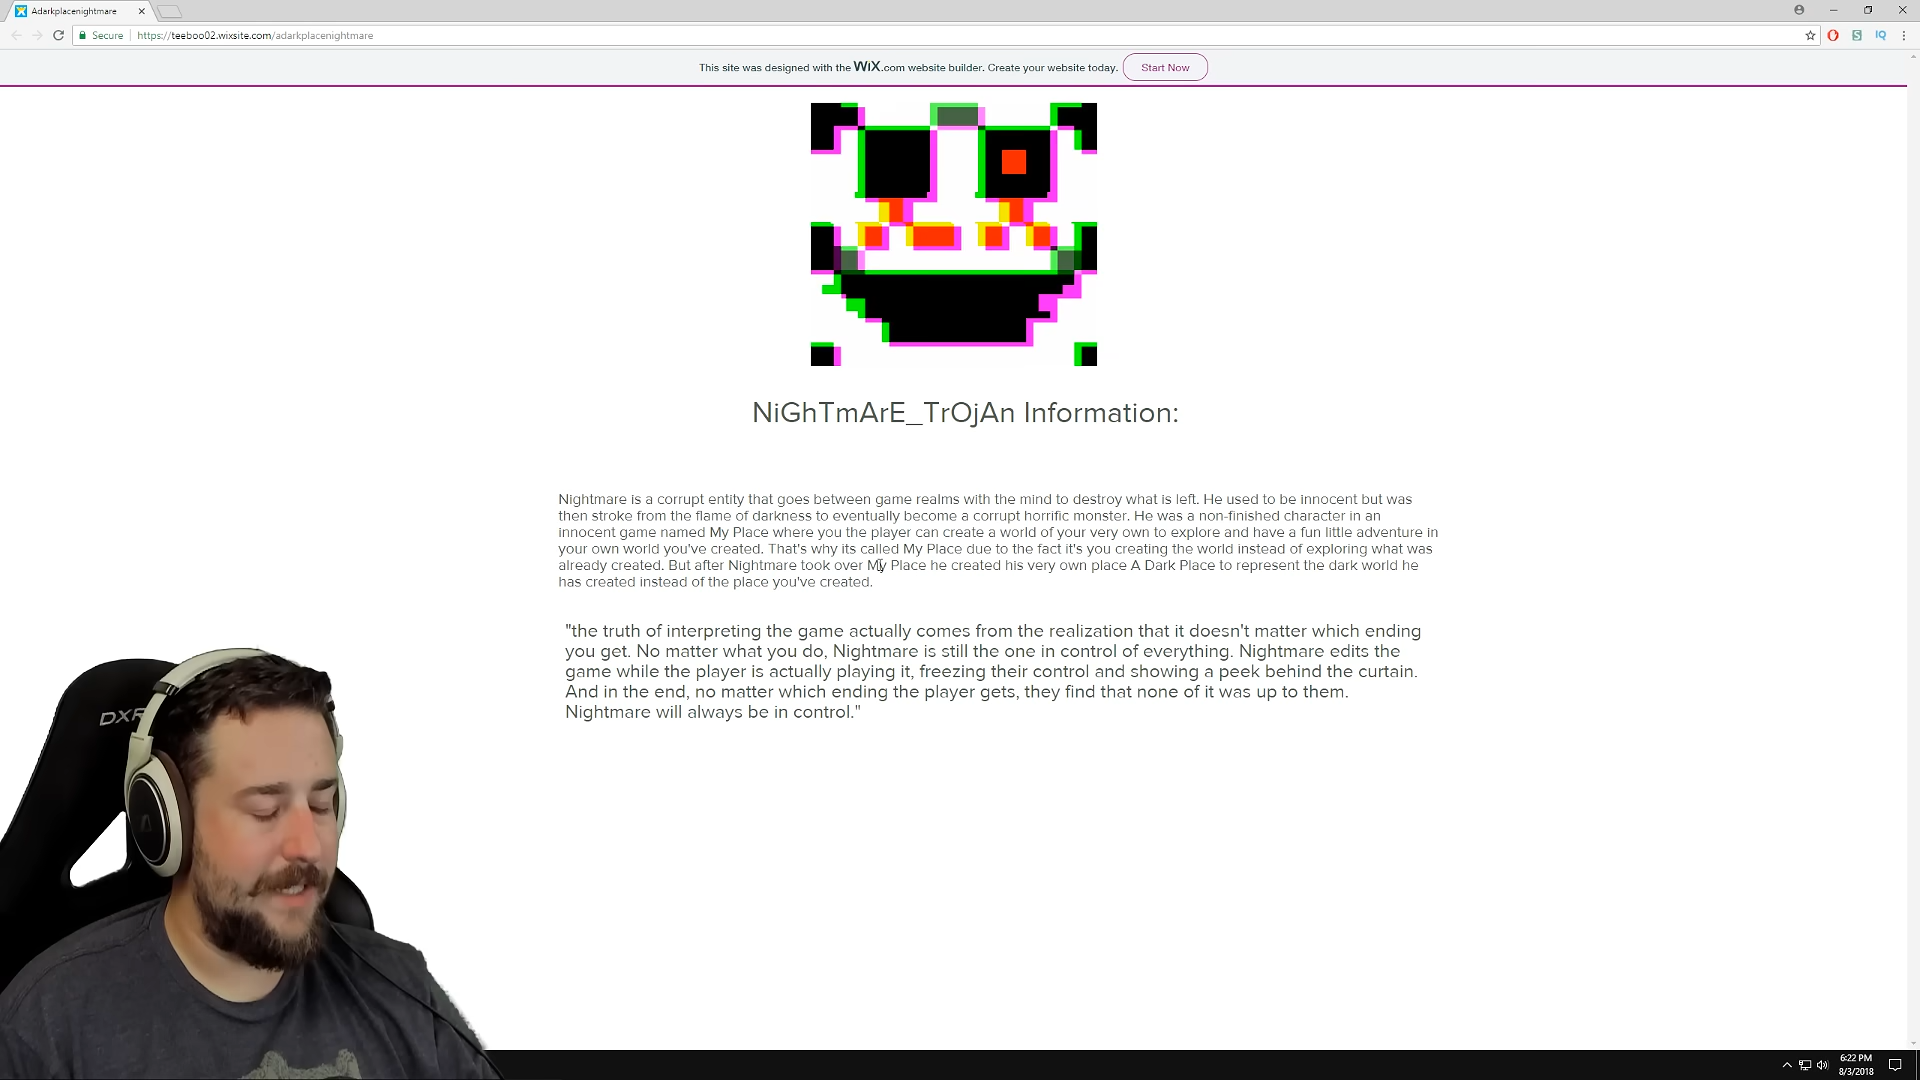 Adarkplacenightmare
Secure
https://teeboo02.wixsite.com/adarkplacenightmare
This site was designed with the WiX.com website builder. Create your website today.
Start Now
NiGhTmArE_TrOjAn Information:
Nightmare is a corrupt entity that goes between game realms with the mind to destroy what is left. He used to be innocent but was
then stroke from the flame of darkness to eventually become a corrupt horrific monster. He was a non-finished character in an
innocent game named My Place where you the player can create a world of your very own to explore and have a fun little adventure in
your own world you've created. That's why its called My Place due to the fact it's you creating the world instead of exploring what was
already created. But after Nightmare took over My Place he created his very own place A Dark Place to represent the dark world he
has created instead of the place you've created.
"the truth of interpreting the game actually comes from the realization that it doesn't matter which ending
you get. No matter what you do, Nightmare is still the one in control of everything. Nightmare edits the
game while the player is actually playing it, freezing their control and showing a peek behind the curtain.
And in the end, no matter which ending the player gets, they find that none of it was up to them.
Nightmare will always be in control."
DXR
6:22 PM
8/3/2018